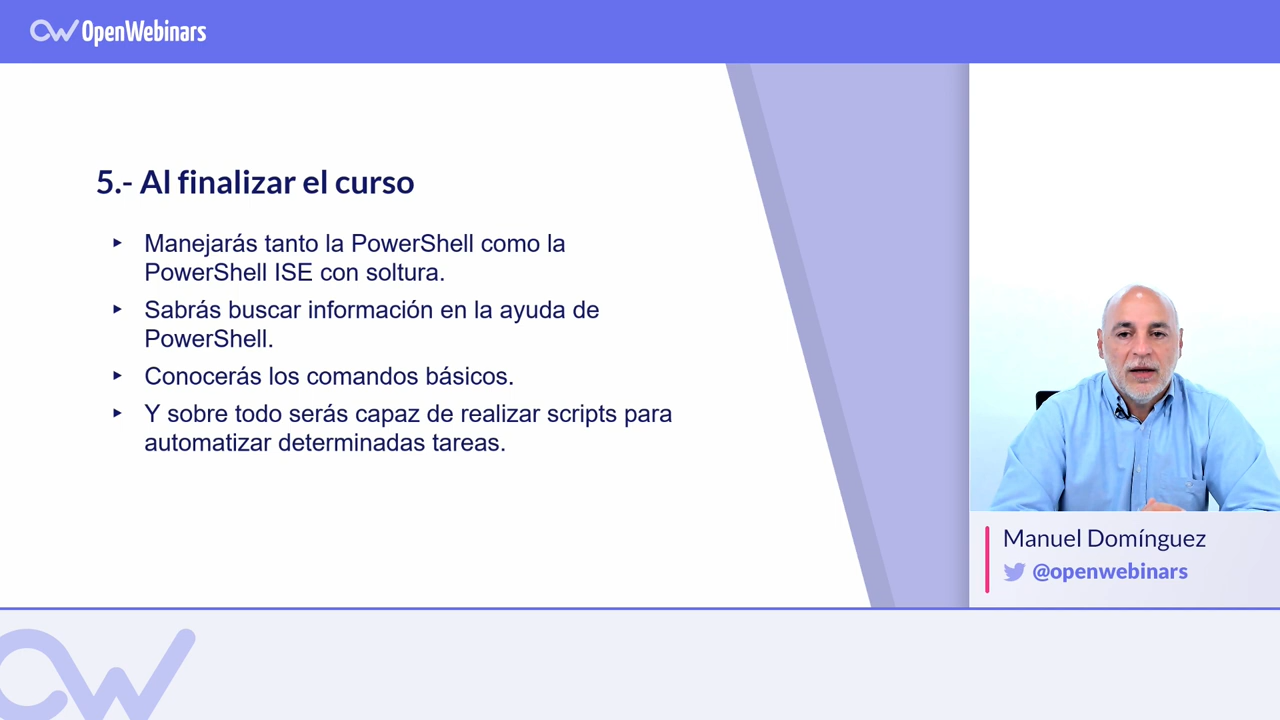 OpenWebinars
5.- Al finalizar el curso
Manejarás tanto la PowerShell como la
PowerShell ISE con soltura.
Sabrás buscar información en la ayuda de
PowerShell.
Conocerás los comandos básicos.
Y sobre todo serás capaz de realizar scripts para
automatizar determinadas tareas.
Manuel Domínguez
@openwebinars